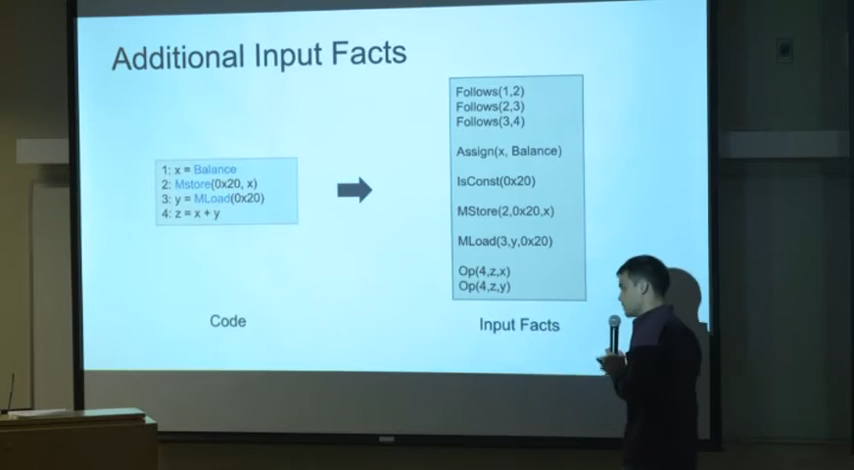 Additional Input Facts
1: x = Balance
2: Mstore(0x20, x)
3: y = MLoad(0x20)
4: z = x + y
Code
Follows(1,2)
Follows(2,3)
Follows(3,4)
Assign(x, Balance)
IsConst(0x20)
MStore(2,0x20,x)
MLoad(3,y,0x20)
Op(4,z,x)
Op(4,z,y)
Input Facts